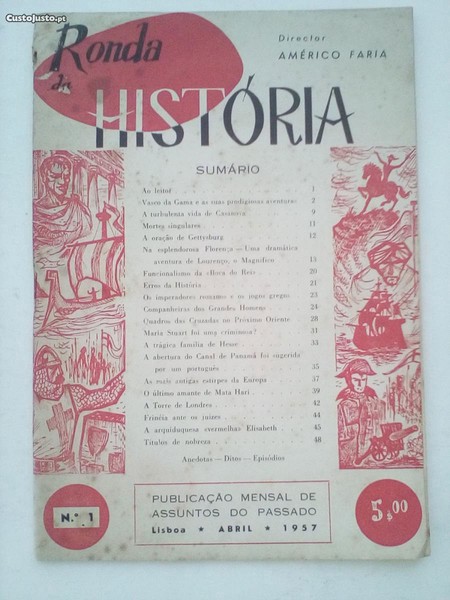 CustoJusto.pt
Ronda da
HISTÓRIA
Director
AMÉRICO FARIA
SUMÁRIO
Ao leitor 1
Vasco da Gama e as suas prodigiosas aventuras 2
A turbulenta vida de Casanova 9
Mortes singulares 11
A oração de Gettysburg 12
Na esplendorosa Florença — Uma dramática
aventura de Lourenço, o Magnífico 15
Funcionalismo da «Boca do Rei» 20
Erros da História 21
Os imperadores romanos e os jogos gregos 23
Companheiras dos Grandes Homens 24
Quadros das Cruzadas no Próximo Oriente 28
Maria Stuart foi uma criminosa? 31
A trágica família de Hesse 33
A abertura do Canal de Panamá foi sugerida
por um português 35
As mais antigas estirpes da Europa 37
O último amante de Mata Hari 39
A Torre de Londres 42
Frinéia ante os juízes 44
A arquiduquesa «vermelha» Elisabeth 45
Títulos de nobreza 48
Anedotas — Ditos — Episódios
N.º 1
PUBLICAÇÃO MENSAL DE
ASSUNTOS DO PASSADO
Lisboa ★ ABRIL ★ 1957
5$00